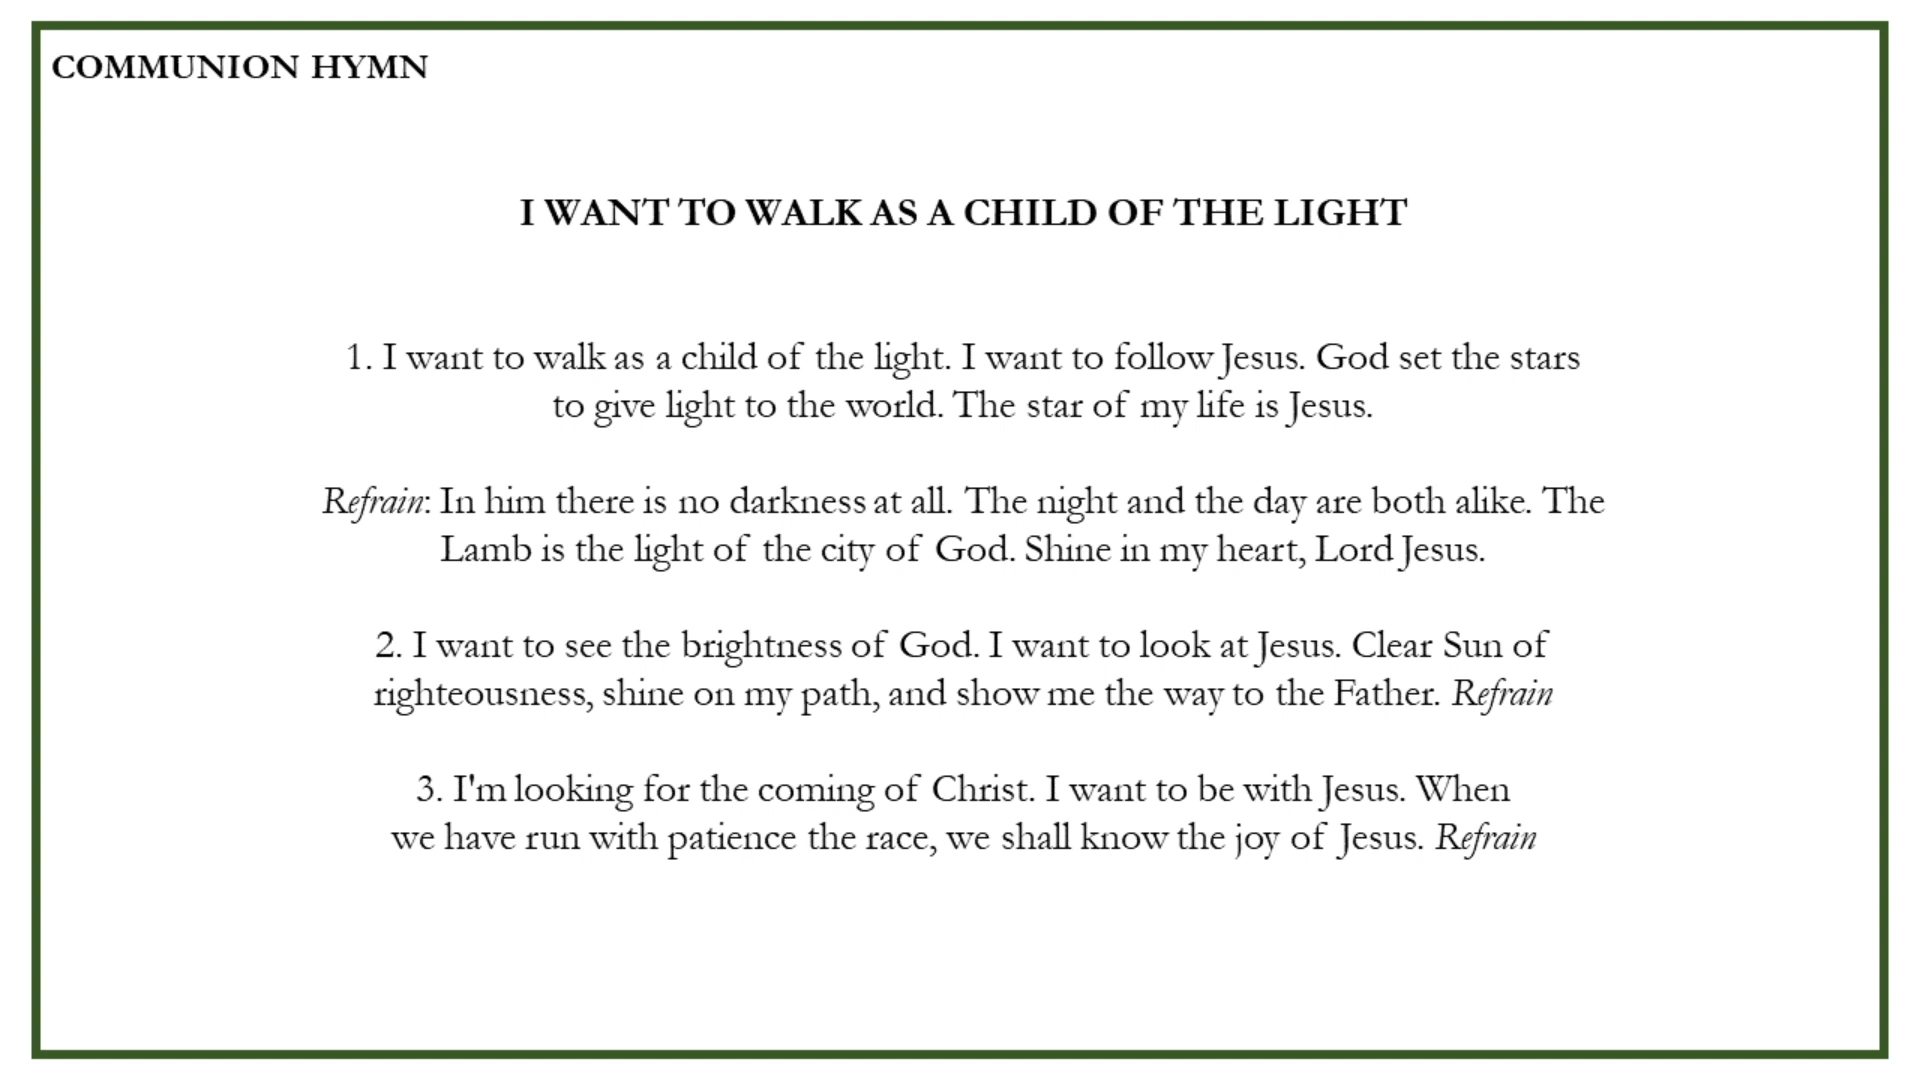 COMMUNION HYMN
I WANT TO WALK AS A CHILD OF THE LIGHT
1. I want to walk as a child of the light. I want to follow Jesus. God set the stars
to give light to the world. The star of my life is Jesus.
Refrain: In him there is no darkness at all. The night and the day are both alike. The
Lamb is the light of the city of God. Shine in my heart, Lord Jesus.
2. I want to see the brightness of God. I want to look at Jesus. Clear Sun of
righteousness, shine on my path, and show me the way to the Father. Refrain
3. I'm looking for the coming of Christ. I want to be with Jesus. When
we have run with patience the race, we shall know the joy of Jesus. Refrain